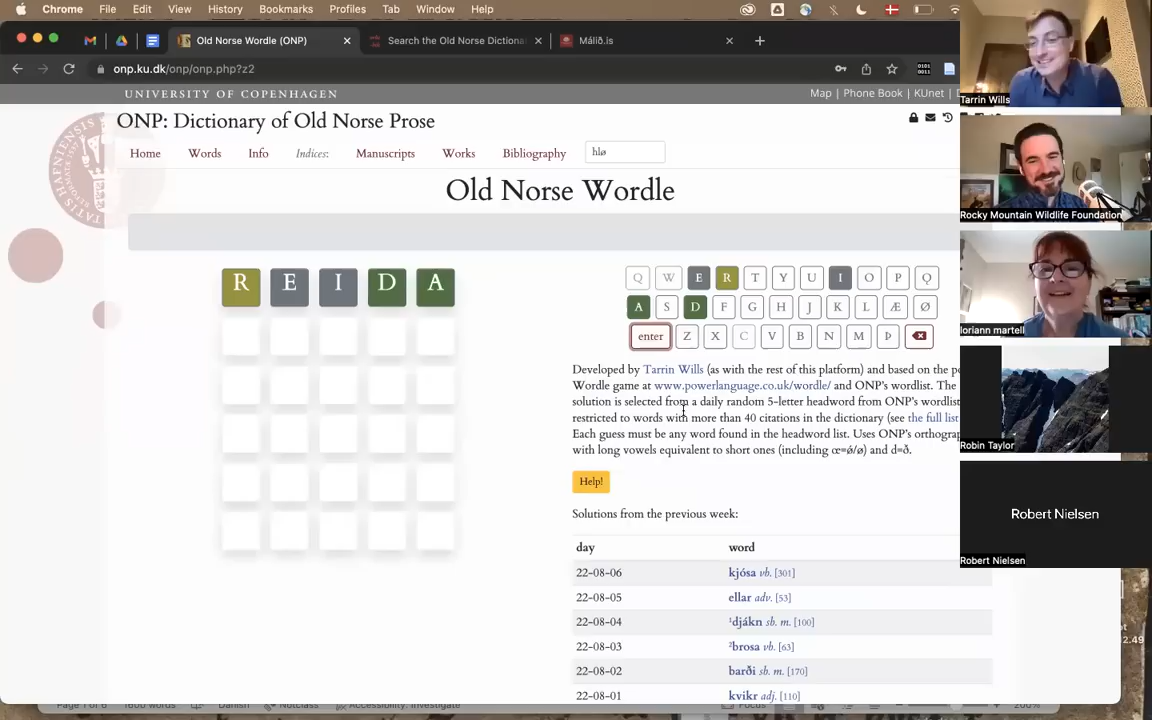 Chrome File Edit View History Bookmarks Profiles Tab Window Help
Old Norse Wordle (ONP)
Search the Old Norse Dictiona
Málið.is
onp.ku.dk/onp/onp.php?z2
UNIVERSITY OF COPENHAGEN
Map | Phone Book | KUnet |
ONP: Dictionary of Old Norse Prose
Home Words Info Indices: Manuscripts Works Bibliography hlø
Old Norse Wordle
R E I D A
Q W E R T Y U I O P Ǫ
A S D F G H J K L Æ Ø
enter Z X C V B N M Þ
Developed by Tarrin Wills (as with the rest of this platform) and based on the po
Wordle game at www.powerlanguage.co.uk/wordle/ and ONP's wordlist. The
solution is selected from a daily random 5-letter headword from ONP's wordlist
restricted to words with more than 40 citations in the dictionary (see the full list
Each guess must be any word found in the headword list. Uses ONP's orthograp
with long vowels equivalent to short ones (including œ=ǿ/ø) and d=ð.
Help!
Solutions from the previous week:
day word
22-08-06 kjósa vb. [301]
22-08-05 ellar adv. [53]
22-08-04 ¹djákn sb. m. [100]
22-08-03 ²brosa vb. [63]
22-08-02 barði sb. m. [170]
22-08-01 kvikr adj. [110]
Tarrin Wills
Rocky Mountain Wildlife Foundation
loriann martell
Robin Taylor
Robert Nielsen
Robert Nielsen
12.49
Danish
Focus
200%